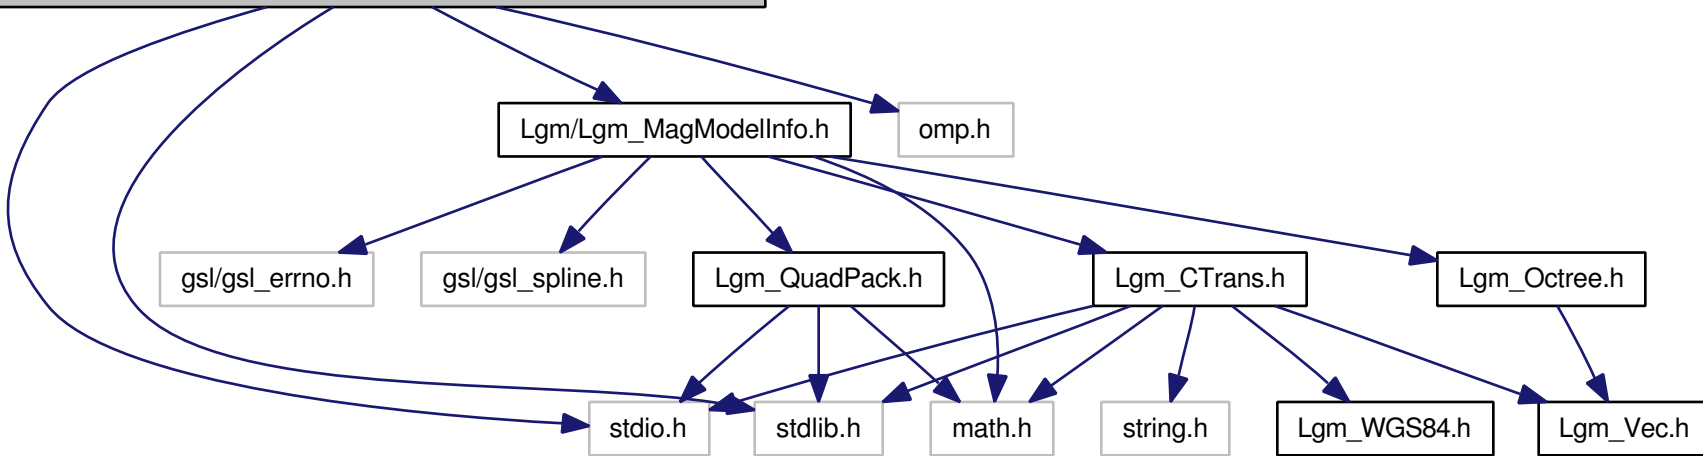 Lgm/Lgm_MagModelInfo.h
omp.h
gsl/gsl_errno.h
gsl/gsl_spline.h
Lgm_QuadPack.h
Lgm_CTrans.h
Lgm_Octree.h
stdio.h
stdlib.h
math.h
string.h
Lgm_WGS84.h
Lgm_Vec.h